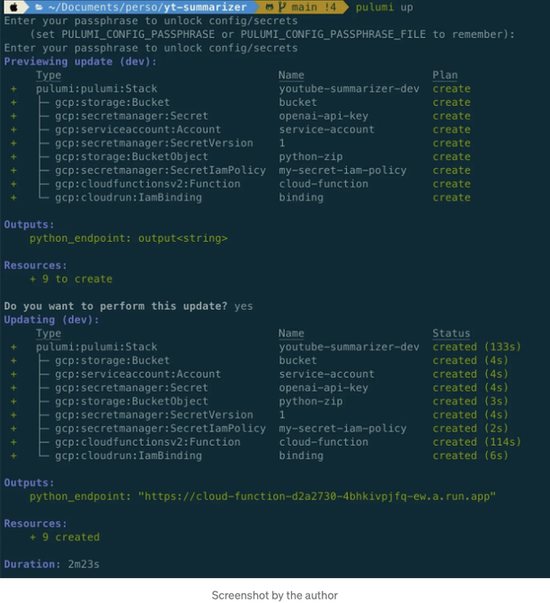 ~/Documents/perso/yt-summarizer main !4 pulumi up
Enter your passphrase to unlock config/secrets
    (set PULUMI_CONFIG_PASSPHRASE or PULUMI_CONFIG_PASSPHRASE_FILE to remember):
Enter your passphrase to unlock config/secrets
Previewing update (dev):
     Type                                   Name                    Plan
 +   pulumi:pulumi:Stack                    youtube-summarizer-dev  create
 +   ├─ gcp:storage:Bucket                  bucket                  create
 +   ├─ gcp:secretmanager:Secret            openai-api-key          create
 +   ├─ gcp:serviceaccount:Account          service-account         create
 +   ├─ gcp:secretmanager:SecretVersion     1                       create
 +   ├─ gcp:storage:BucketObject            python-zip              create
 +   ├─ gcp:secretmanager:SecretIamPolicy   my-secret-iam-policy    create
 +   ├─ gcp:cloudfunctionsv2:Function       cloud-function          create
 +   └─ gcp:cloudrun:IamBinding             binding                 create
Outputs:
    python_endpoint: output<string>
Resources:
    + 9 to create
Do you want to perform this update? yes
Updating (dev):
     Type                                   Name                    Status
 +   pulumi:pulumi:Stack                    youtube-summarizer-dev  created (133s)
 +   ├─ gcp:storage:Bucket                  bucket                  created (4s)
 +   ├─ gcp:serviceaccount:Account          service-account         created (4s)
 +   ├─ gcp:secretmanager:Secret            openai-api-key          created (4s)
 +   ├─ gcp:storage:BucketObject            python-zip              created (3s)
 +   ├─ gcp:secretmanager:SecretVersion     1                       created (4s)
 +   ├─ gcp:secretmanager:SecretIamPolicy   my-secret-iam-policy    created (2s)
 +   ├─ gcp:cloudfunctionsv2:Function       cloud-function          created (114s)
 +   └─ gcp:cloudrun:IamBinding             binding                 created (6s)
Outputs:
    python_endpoint: "https://cloud-function-d2a2730-4bhkivpjfq-ew.a.run.app"
Resources:
    + 9 created
Duration: 2m23s
Screenshot by the author